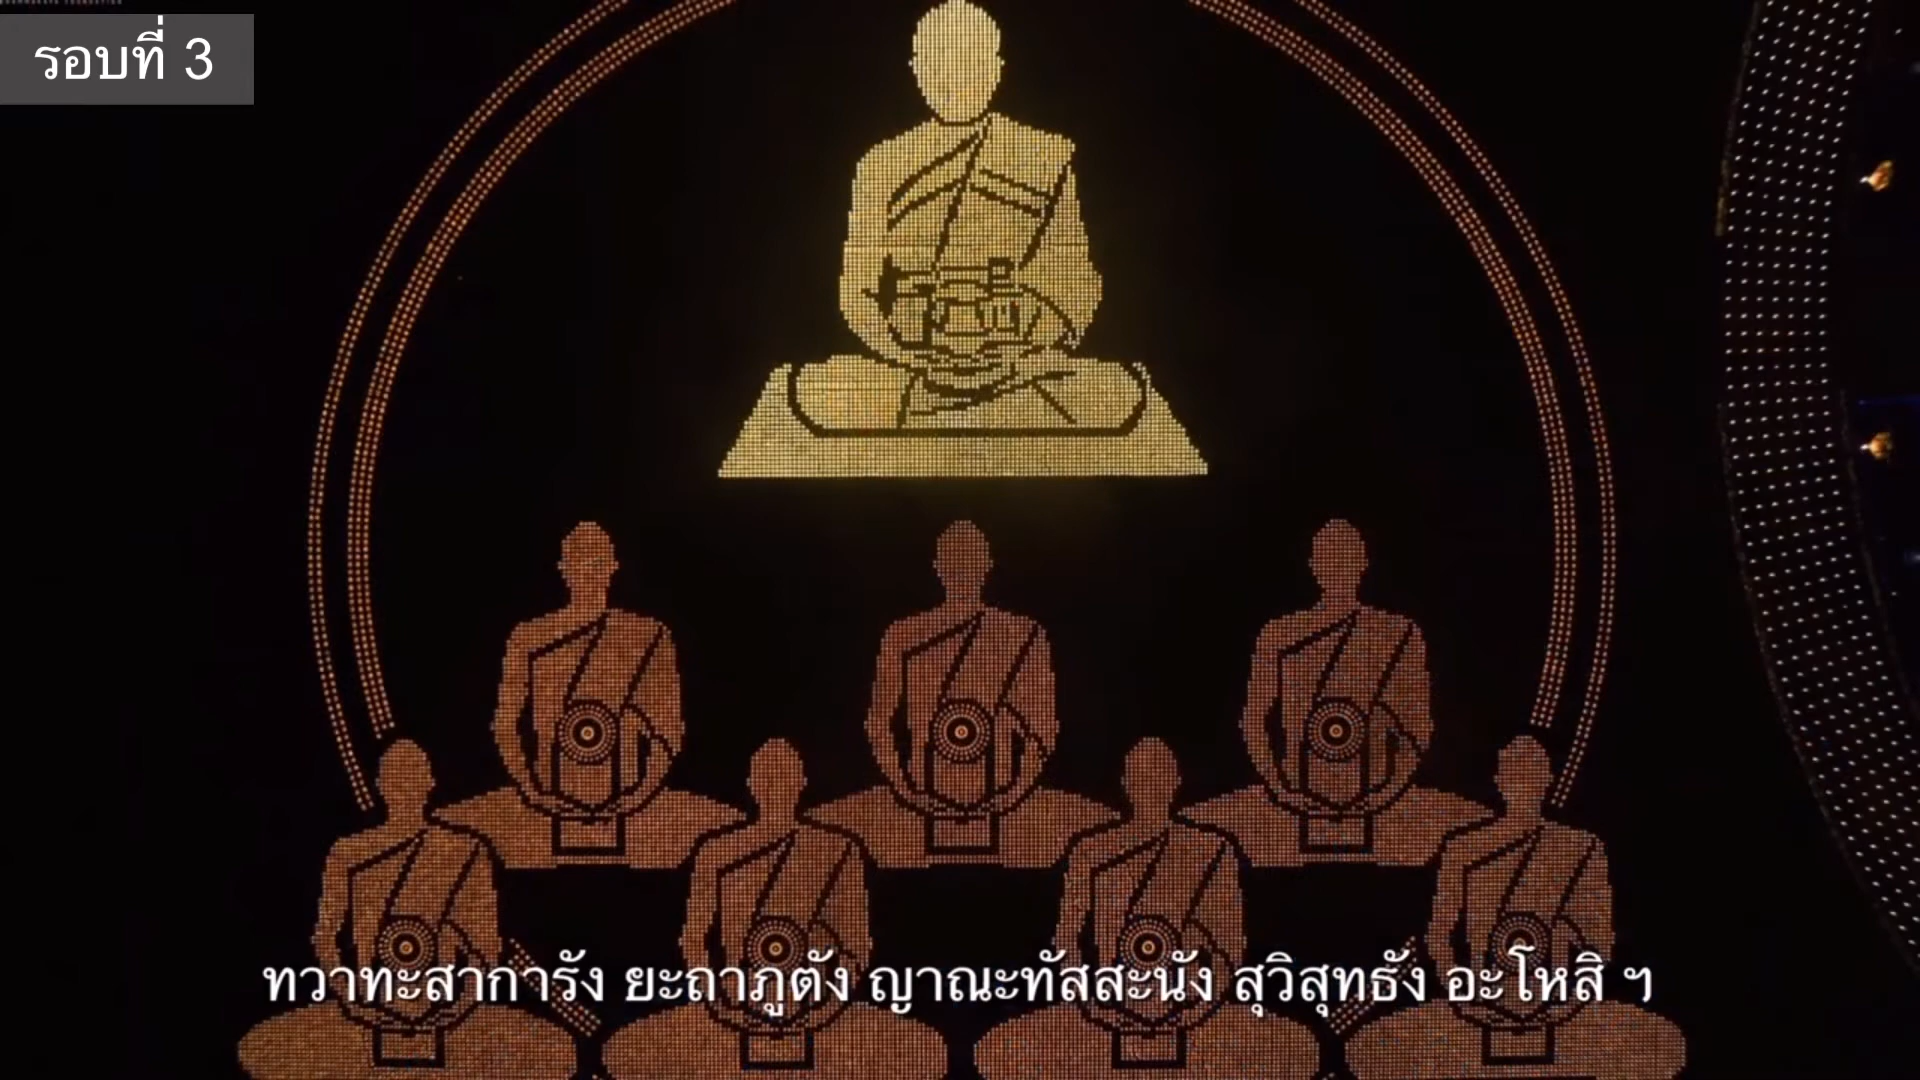 รอบที่ 3
ทวาทะสาการัง ยะถาภูตัง ญาณะทัสสะนัง สุวิสุทธัง อะโหสิ ฯ